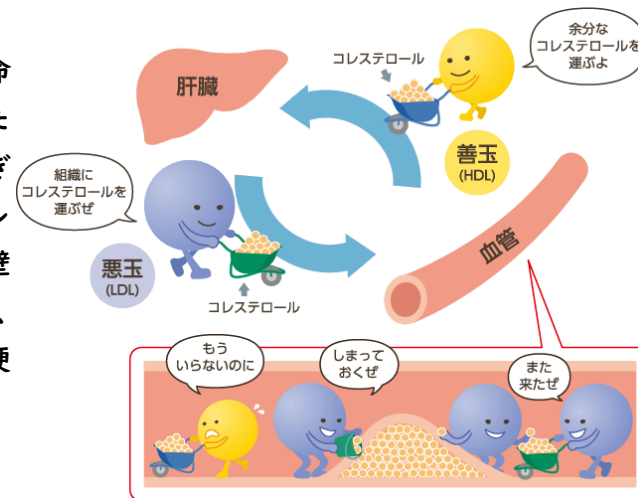 肝臓
コレステロール
余分な
コレステロールを
運ぶよ
善玉
(HDL)
組織に
コレステロールを
運ぶぜ
悪玉
(LDL)
コレステロール
血管
もう
いらないのに
しまって
おくぜ
また
来たぜ